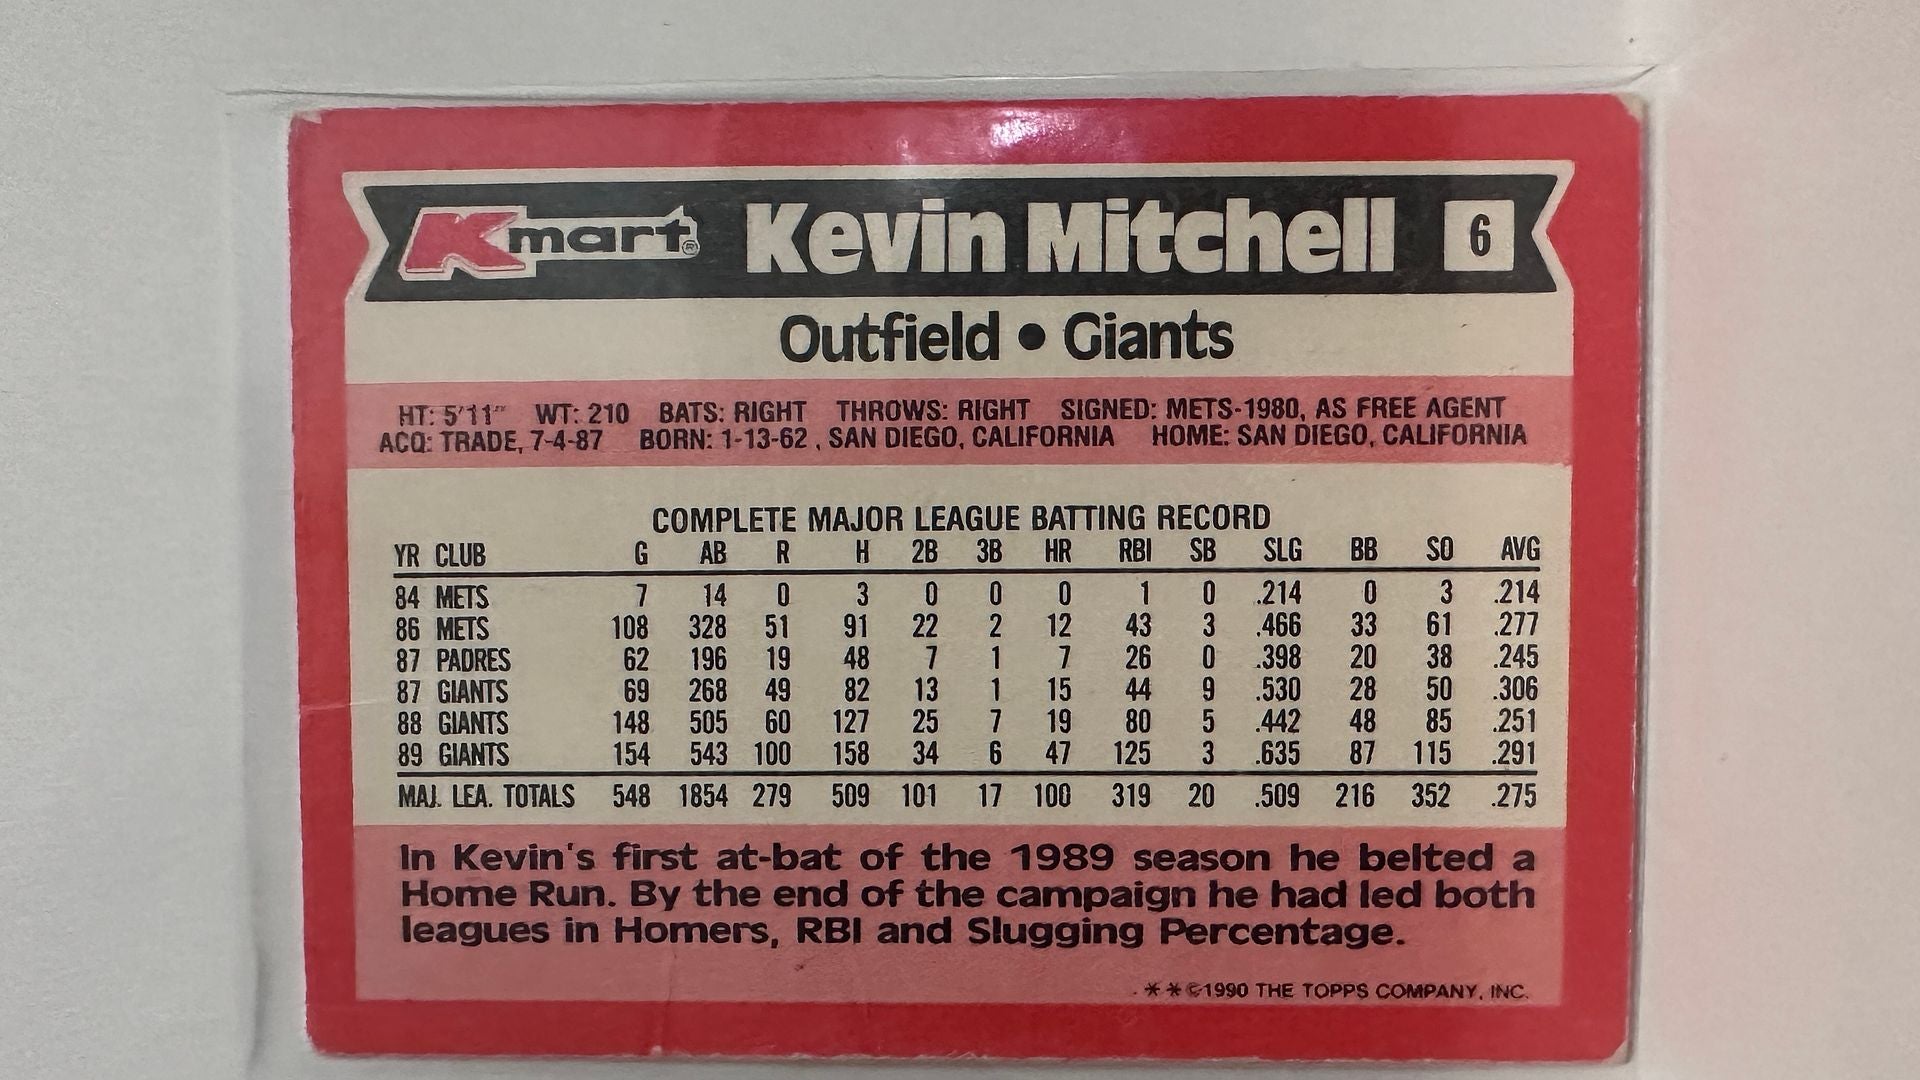 Kmart® Kevin Mitchell 6
Outfield • Giants
HT: 5'11" WT: 210 BATS: RIGHT THROWS: RIGHT SIGNED: METS-1980, AS FREE AGENT
ACQ: TRADE, 7-4-87 BORN: 1-13-62, SAN DIEGO, CALIFORNIA HOME: SAN DIEGO, CALIFORNIA
COMPLETE MAJOR LEAGUE BATTING RECORD
YR CLUB G AB R H 2B 3B HR RBI SB SLG BB SO AVG
84 METS 7 14 0 3 0 0 0 1 0 .214 0 3 .214
86 METS 108 328 51 91 22 2 12 43 3 .466 33 61 .277
87 PADRES 62 196 19 48 7 1 7 26 0 .398 20 38 .245
87 GIANTS 69 268 49 82 13 1 15 44 9 .530 28 50 .306
88 GIANTS 148 505 60 127 25 7 19 80 5 .442 48 85 .251
89 GIANTS 154 543 100 158 34 6 47 125 3 .635 87 115 .291
MAJ. LEA. TOTALS 548 1854 279 509 101 17 100 319 20 .509 216 352 .275
In Kevin's first at-bat of the 1989 season he belted a
Home Run. By the end of the campaign he had led both
leagues in Homers, RBI and Slugging Percentage.
**©1990 THE TOPPS COMPANY, INC.